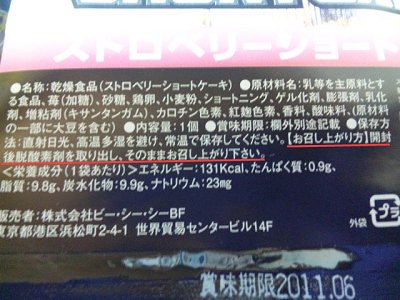 ストロベリーショート
●名称:乾燥食品(ストロベリーショートケーキ) ●原材料名:乳等を主原料とす
る食品、苺(加糖)、砂糖、鶏卵、小麦粉、ショートニング、ゲル化剤、膨張剤、乳化
剤、増粘剤(キサンタンガム)、カロチン色素、紅麹色素、香料、酸味料、(原材料
の一部に大豆を含む) ●内容量:1個 ●賞味期限:欄外別途記載 ●保存方
法:直射日光、高温多湿を避け、常温で保存してください。【お召し上がり方】開封
後脱酸素剤を取り出し、そのままお召し上がり下さい。
<栄養成分(1袋あたり)>エネルギー:131Kcal、たんぱく質:0.9g、
脂質:9.8g、炭水化物:9.9g、ナトリウム:23mg
販売者:株式会社ビー・シー・シーBF
東京都港区浜松町2-4-1 世界貿易センタービル14F
プラ
外袋
賞味期限2011.06